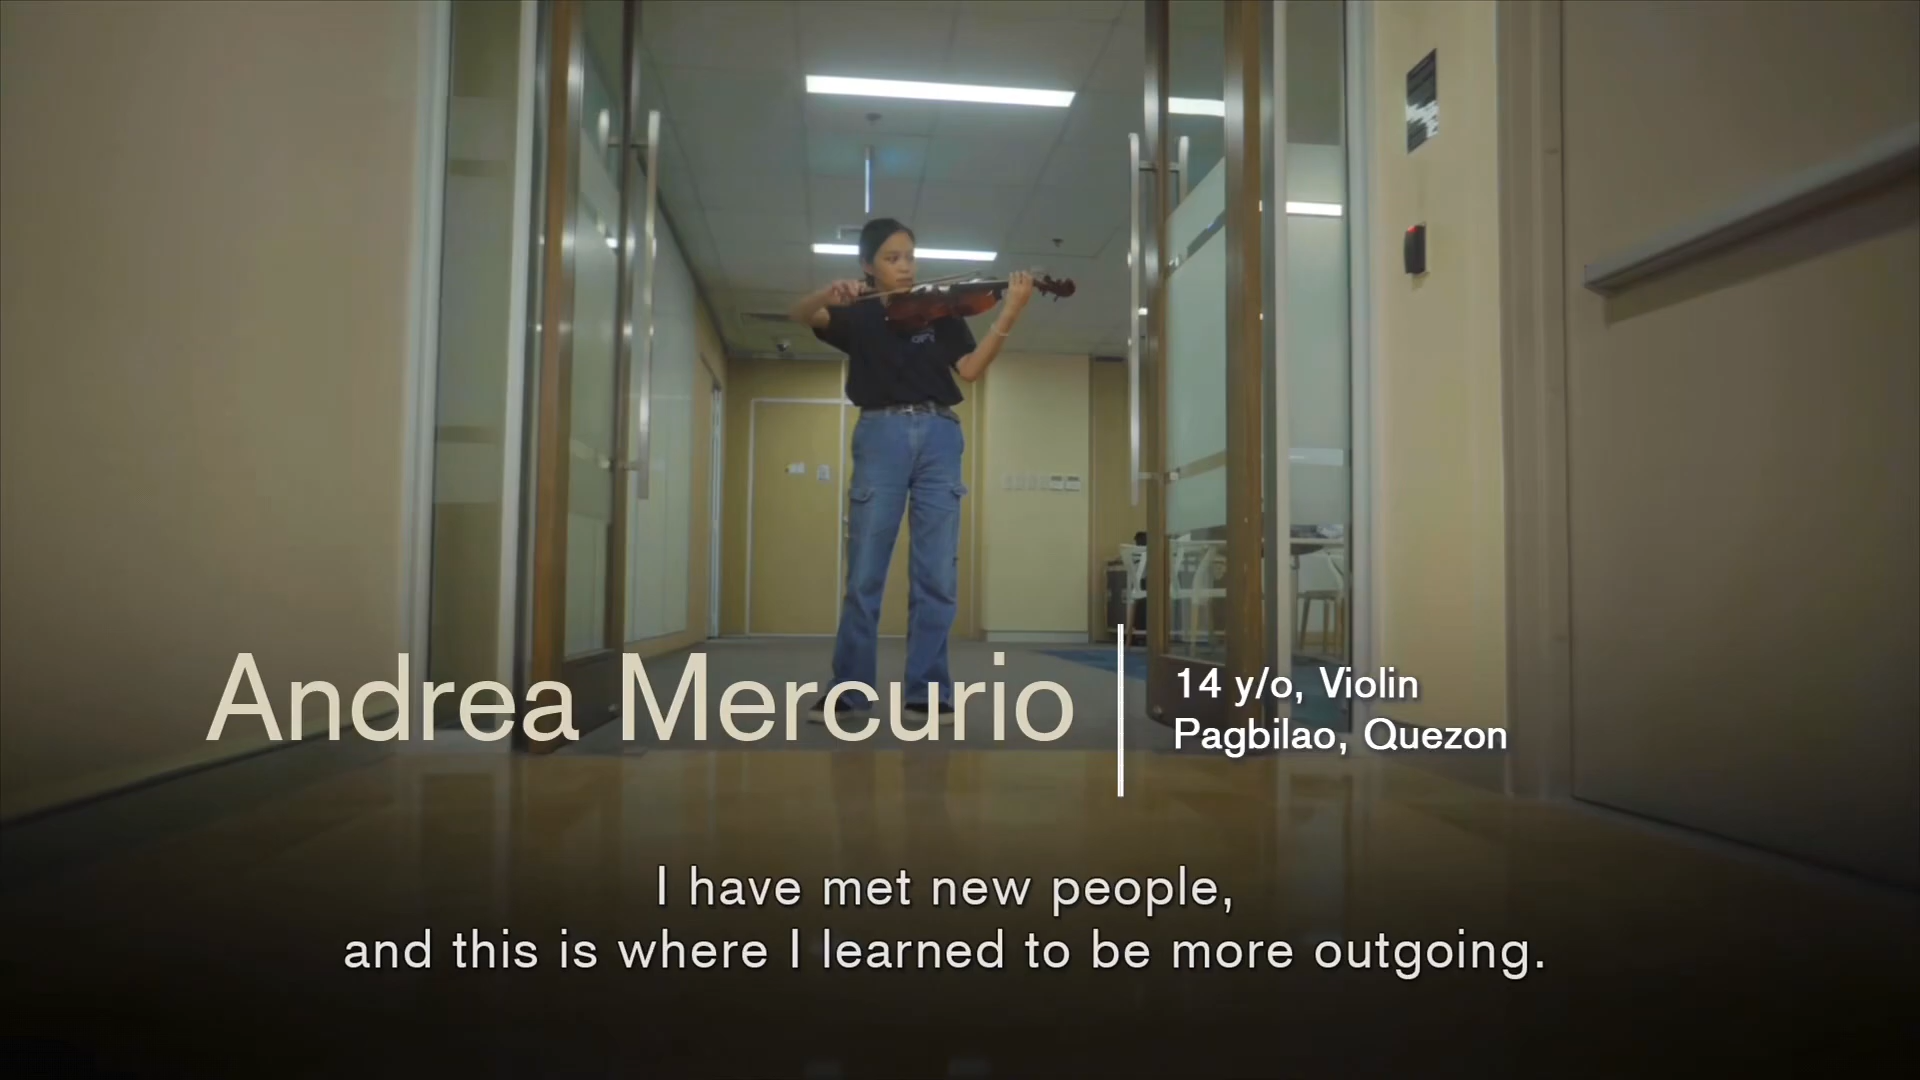 Andrea Mercurio
14 y/o, Violin
Pagbilao, Quezon
I have met new people,
and this is where I learned to be more outgoing.